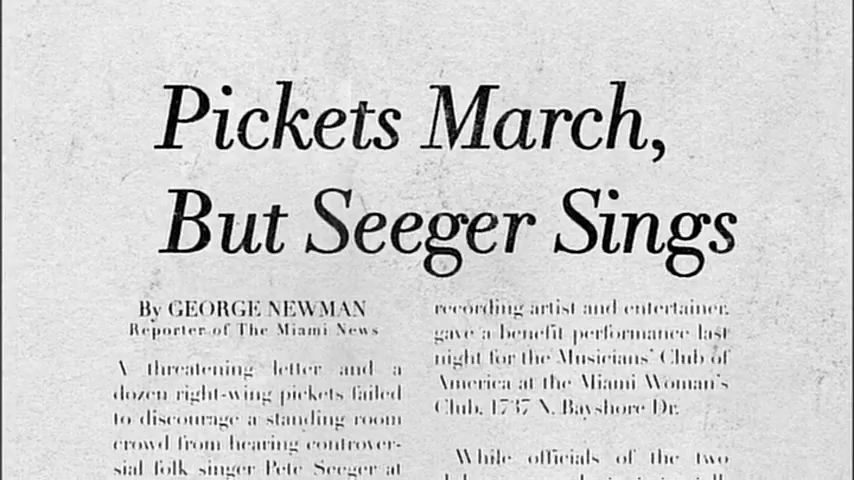 Pickets March,
But Seeger Sings
By GEORGE NEWMAN
Reporter of The Miami News
A threatening letter and a
dozen right-wing pickets failed
to discourage a standing room
crowd from hearing controver-
sial folk singer Pete Seeger at
recording artist and entertainer,
gave a benefit performance last
night for the Musicians' Club of
America at the Miami Woman's
Club, 1737 N. Bayshore Dr.
While officials of the two